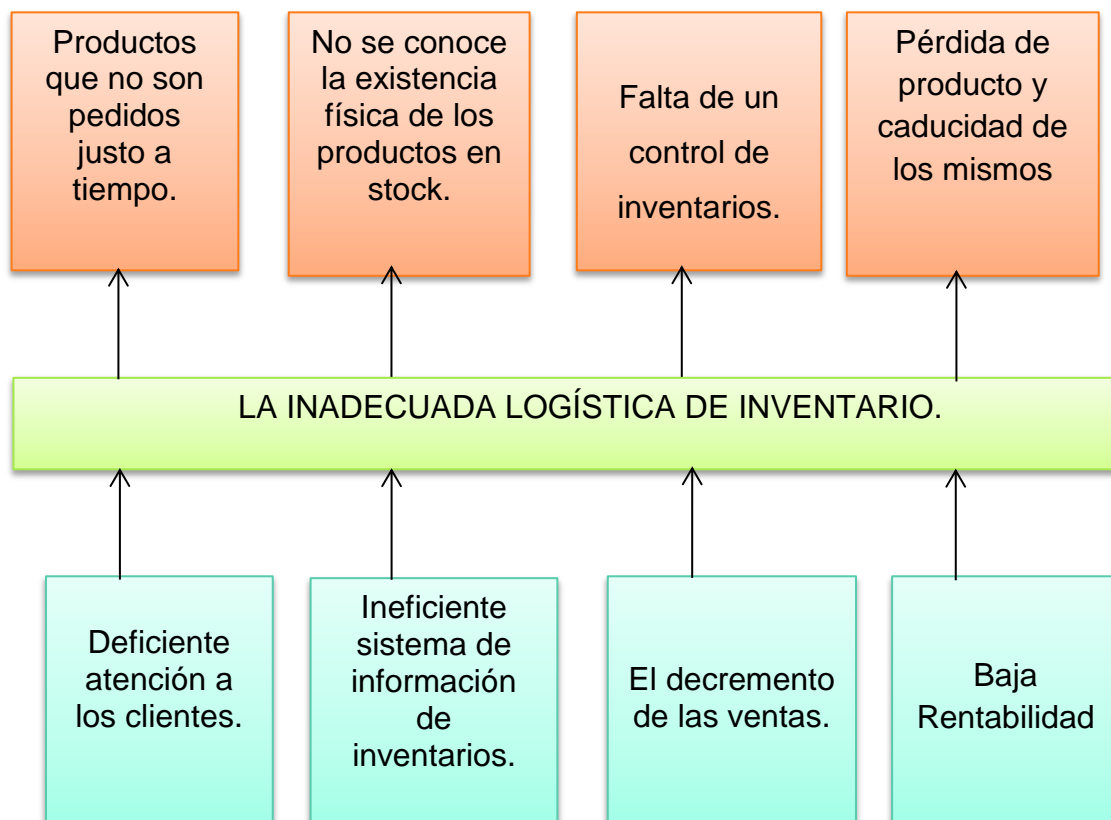 Productos
que no son
pedidos
justo a
tiempo.
No se conoce
la existencia
física de los
productos en
stock.
Falta de un
control de
inventarios.
Pérdida de
producto y
caducidad de
los mismos
LA INADECUADA LOGÍSTICA DE INVENTARIO.
Deficiente
atención a
los clientes.
Ineficiente
sistema de
información
de
inventarios.
El decremento
de las ventas.
Baja
Rentabilidad